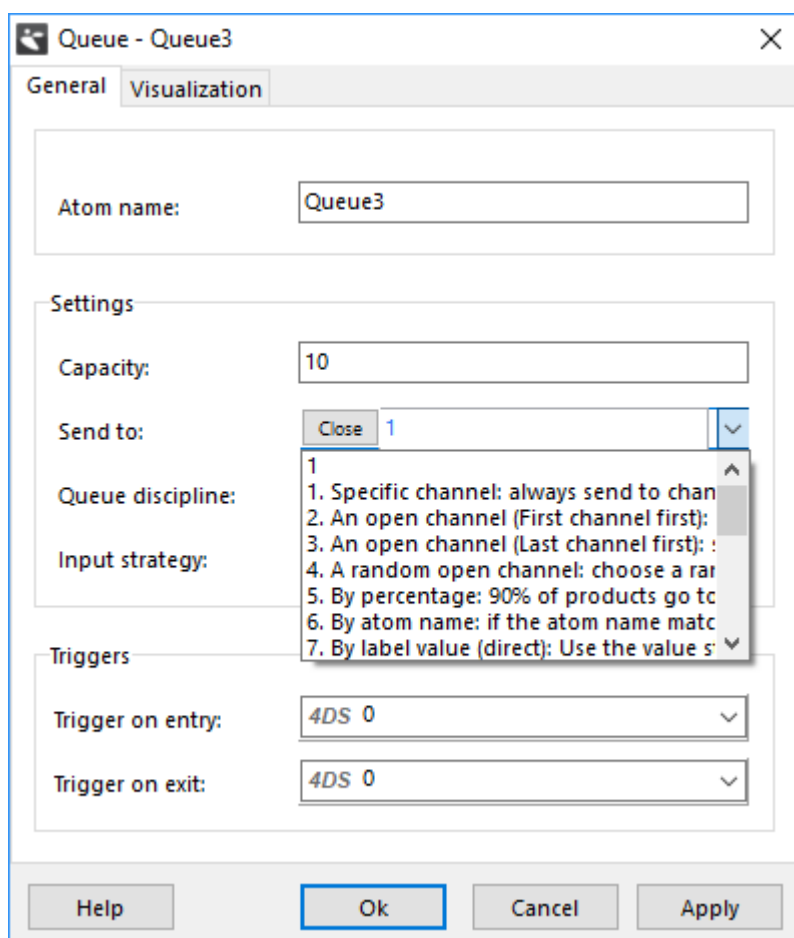 Queue - Queue3
General Visualization
Atom name: Queue3
Settings
Capacity: 10
Send to: Close 1
1
1. Specific channel: always send to chan
Queue discipline:
2. An open channel (First channel first):
3. An open channel (Last channel first):
Input strategy:
4. A random open channel: choose a rar
5. By percentage: 90% of products go to
6. By atom name: if the atom name matc
7. By label value (direct): Use the value s
Triggers
Trigger on entry: 4DS 0
Trigger on exit: 4DS 0
Help Ok Cancel Apply